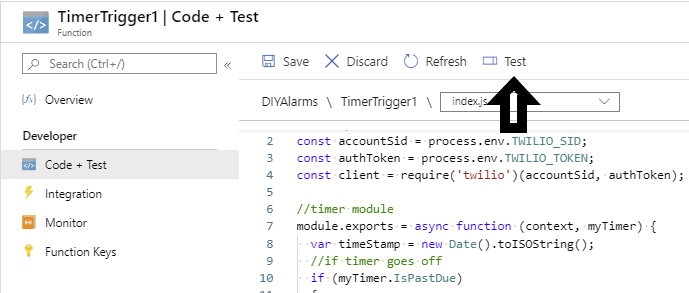 TimerTrigger1 | Code + Test
Function
Search (Ctrl+/)
«
Overview
Developer
Code + Test
Integration
Monitor
Function Keys
Save Discard Refresh Test
DIYAlarms \ TimerTrigger1 \ index.js
2 const accountSid = process.env.TWILIO_SID;
3 const authToken = process.env.TWILIO_TOKEN;
4 const client = require('twilio')(accountSid, authToken);
5
6 //timer module
7 module.exports = async function (context, myTimer) {
8 var timeStamp = new Date().toISOString();
9 //if timer goes off
10 if (myTimer.IsPastDue)
11 {